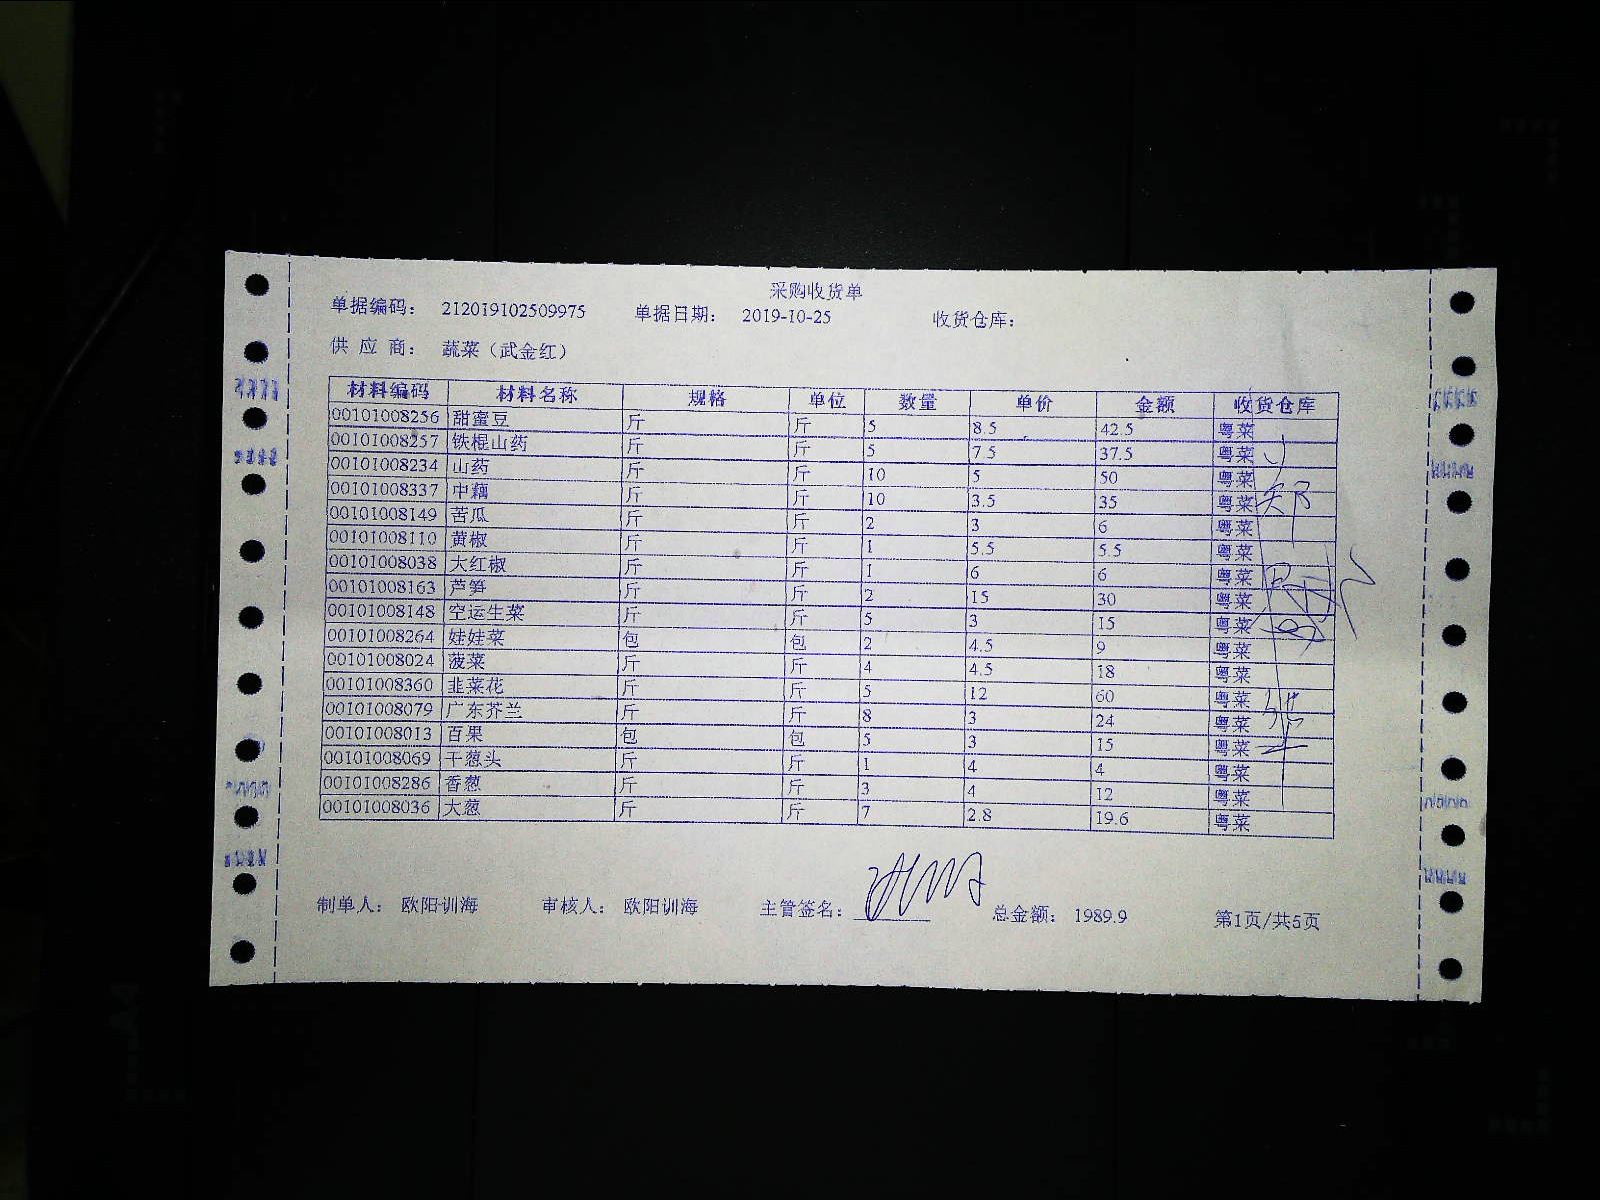 采购收货单
单据编码： 212019102509975 单据日期： 2019-10-25 收货仓库：
供 应 商： 蔬菜（武金红）
材料编码 材料名称 规格 单位 数量 单价 金额 收货仓库
00101008256 甜蜜豆 斤 斤 5 8.5 42.5 粤菜
00101008257 铁棍山药 斤 斤 5 7.5 37.5 粤菜
00101008234 山药 斤 斤 10 5 50 粤菜
00101008337 中藕 斤 斤 10 3.5 35 粤菜
00101008149 苦瓜 斤 斤 2 3 6 粤菜
00101008110 黄椒 斤 斤 1 5.5 5.5 粤菜
00101008038 大红椒 斤 斤 1 6 6 粤菜
00101008163 芦笋 斤 斤 2 15 30 粤菜
00101008148 空运生菜 斤 斤 5 3 15 粤菜
00101008264 娃娃菜 包 包 2 4.5 9 粤菜
00101008024 菠菜 斤 斤 4 4.5 18 粤菜
00101008360 韭菜花 斤 斤 5 12 60 粤菜
00101008079 广东芥兰 斤 斤 8 3 24 粤菜
00101008013 百果 包 包 5 3 15 粤菜
00101008069 干葱头 斤 斤 1 4 4 粤菜
00101008286 香葱 斤 斤 3 4 12 粤菜
00101008036 大葱 斤 斤 7 2.8 19.6 粤菜
制单人： 欧阳训海 审核人： 欧阳训海 主管签名： 总金额： 1989.9 第1页/共5页